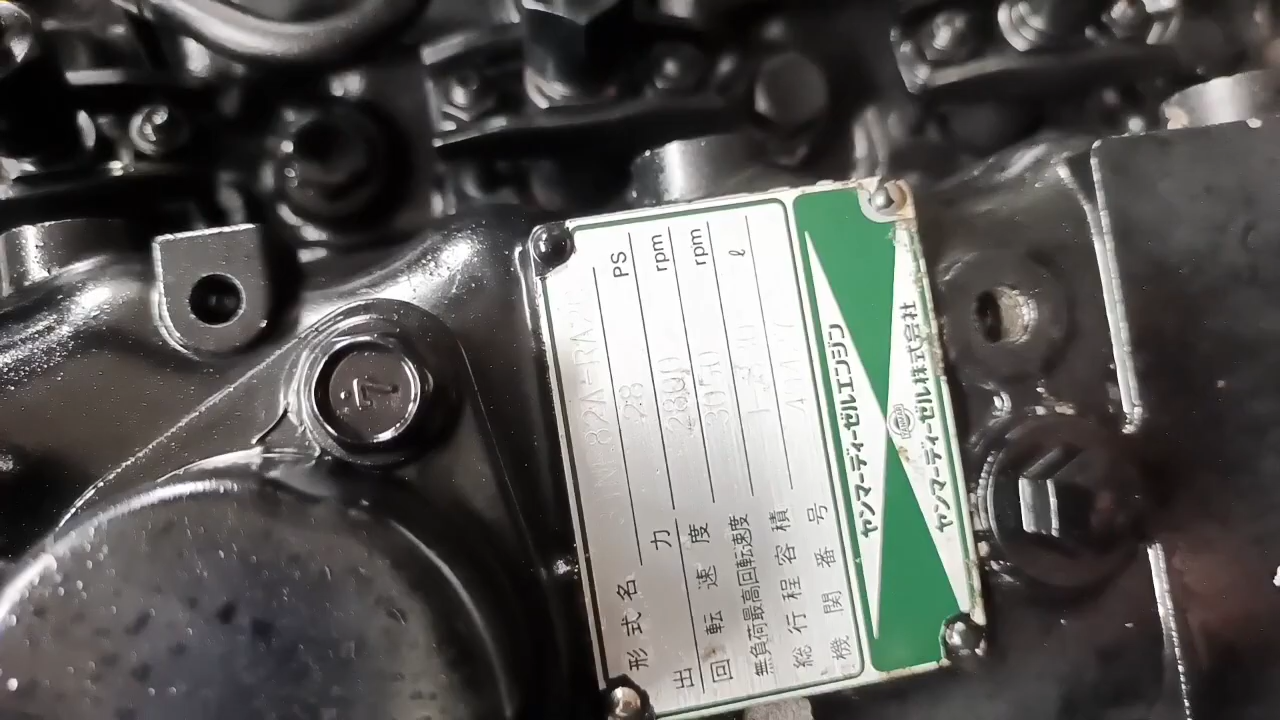 ヤンマーディーゼル株式会社
YANMAR
ヤンマーディーゼルエンジン
形式名
出力 28 PS
回転速度 2800 rpm
無負荷最高回転速度 3050 rpm
総行程容積 ℓ
機関番号
7